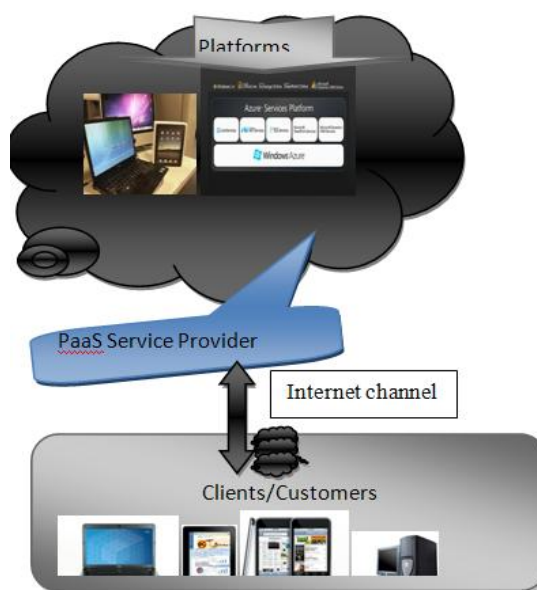 Platforms
Azure Services Platform
Windows Azure
PaaS Service Provider
Internet channel
Clients/Customers